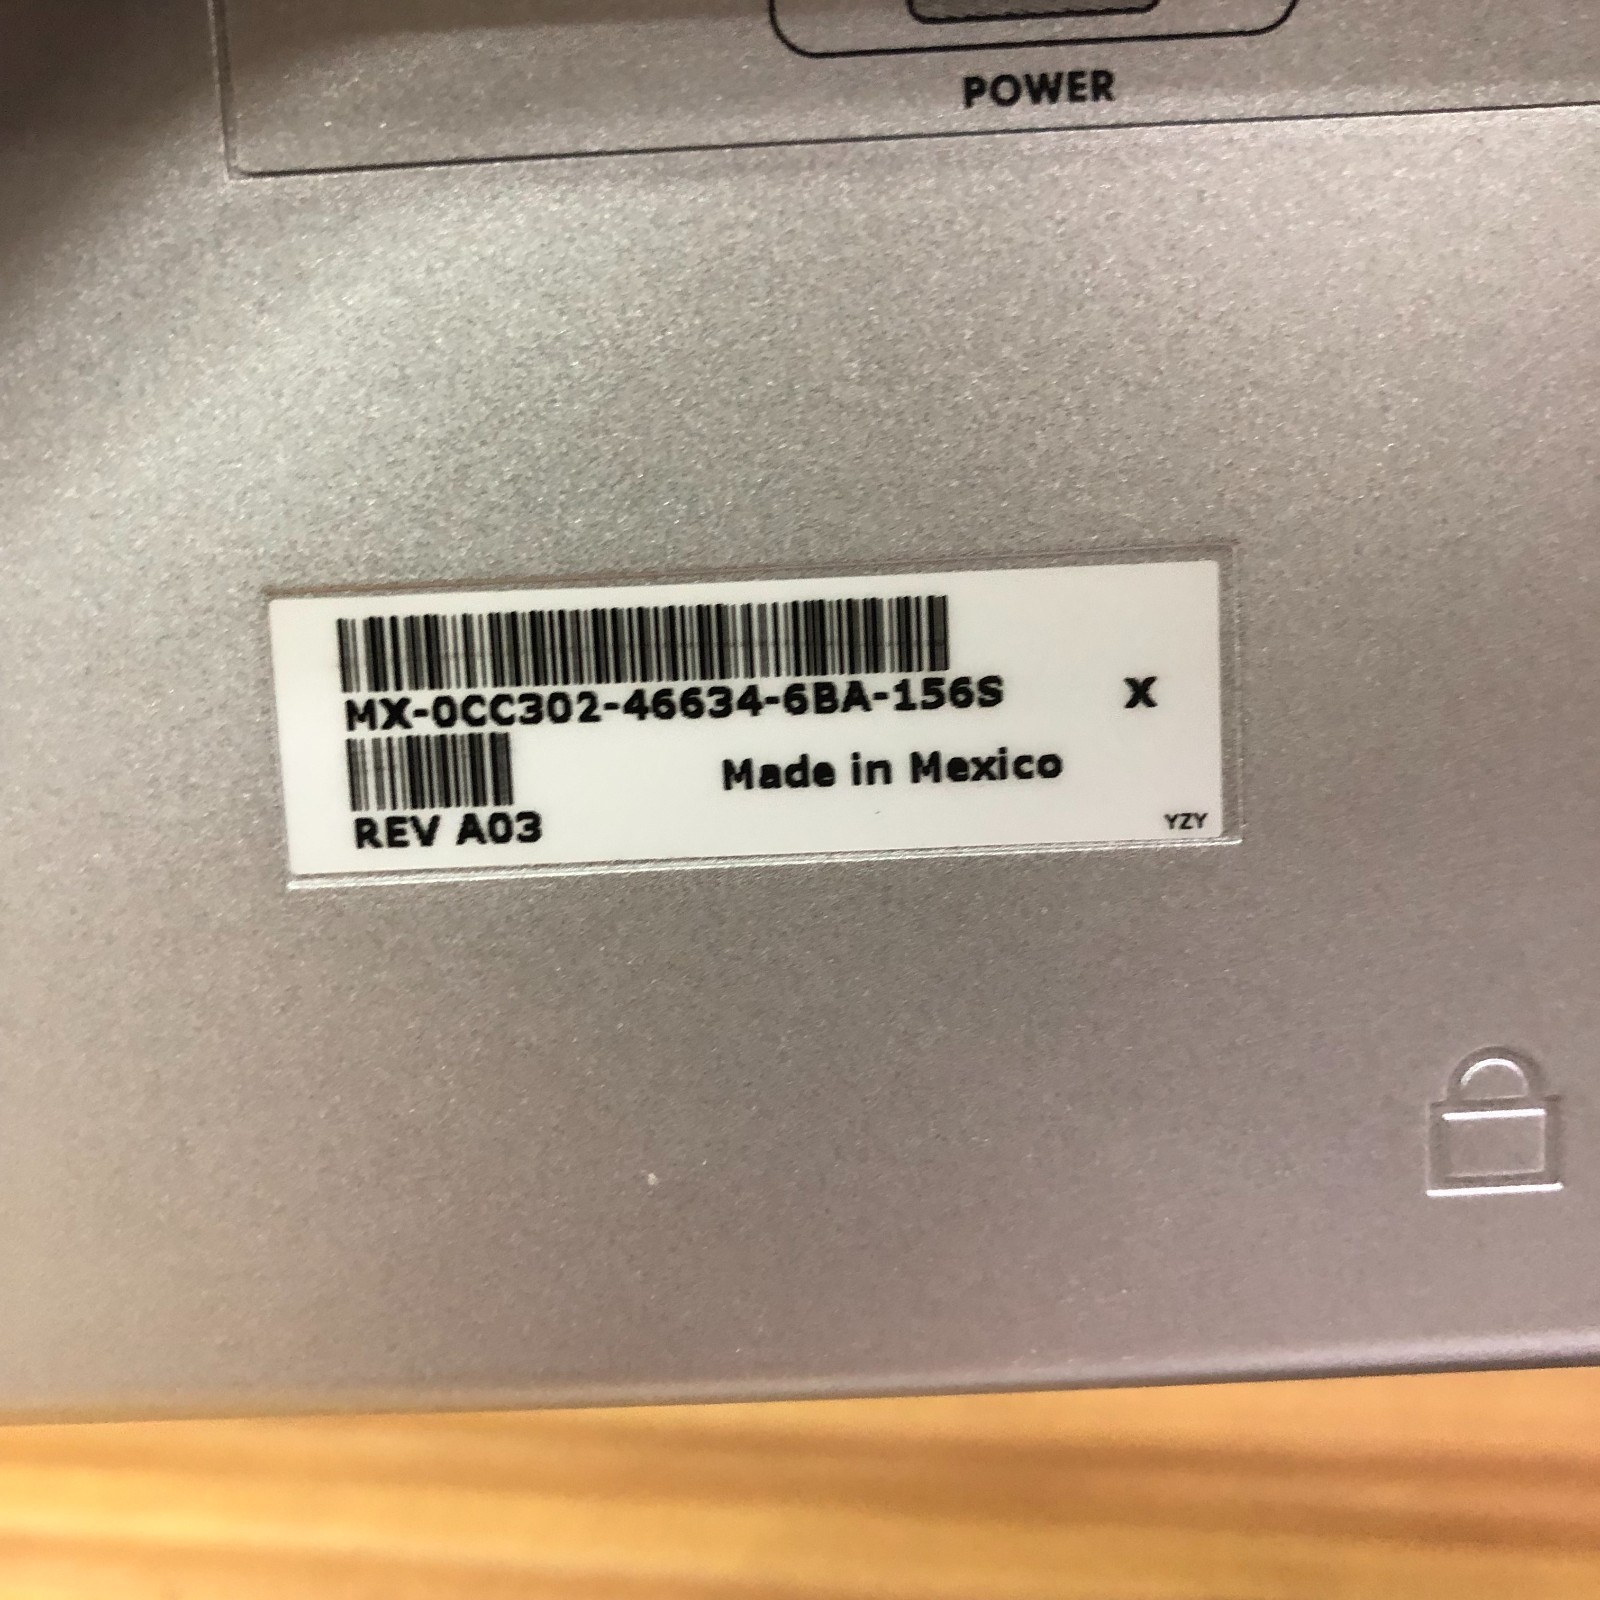 POWER
MX-0CC302-46634-6BA-156S X
Made in Mexico
REV A03
YZY